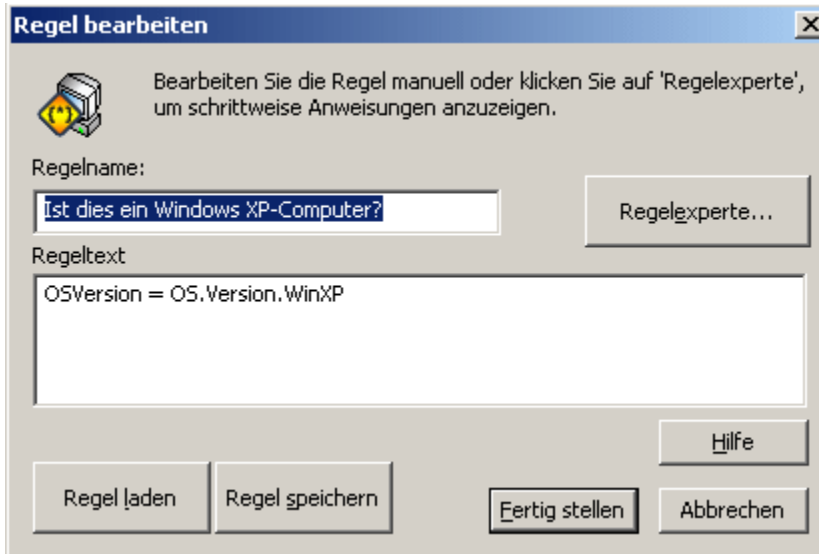 Regel bearbeiten
Bearbeiten Sie die Regel manuell oder klicken Sie auf 'Regelexperte',
um schrittweise Anweisungen anzuzeigen.
Regelname:
Ist dies ein Windows XP-Computer?
Regelexperte...
Regeltext
OSVersion = OS.Version.WinXP
Hilfe
Regel laden
Regel speichern
Fertig stellen
Abbrechen